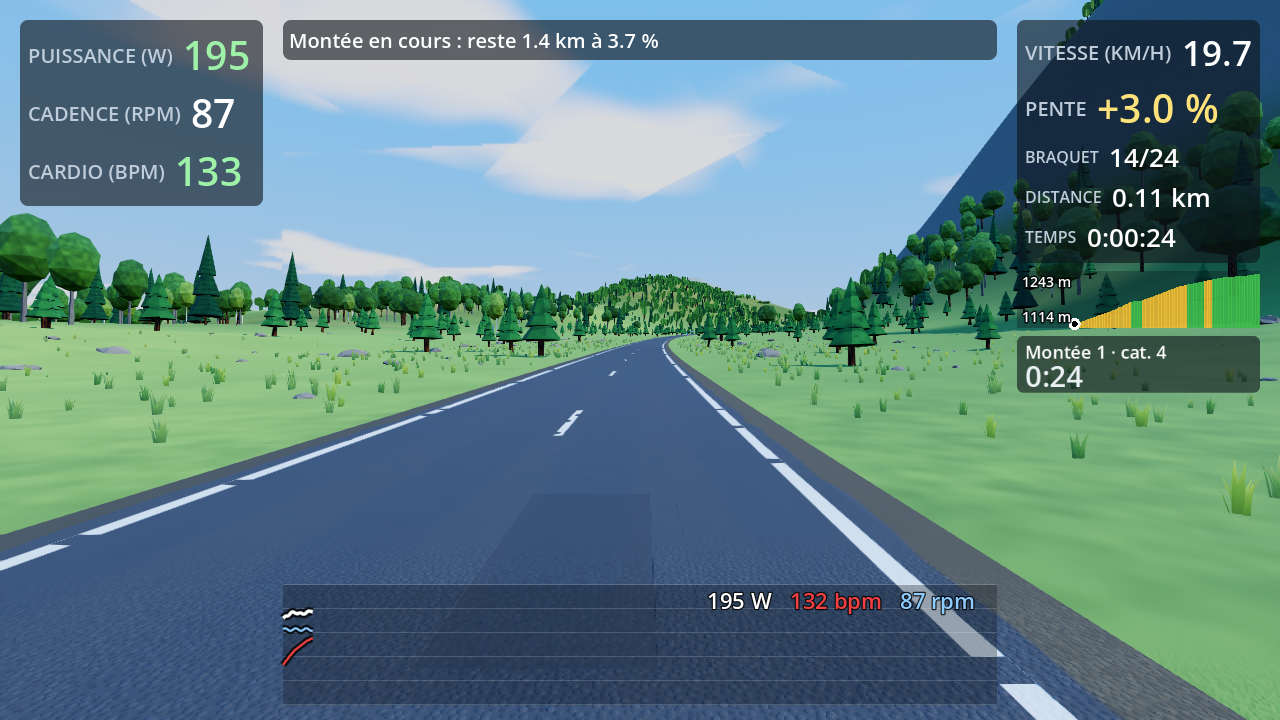 PUISSANCE (W) 195
CADENCE (RPM) 87
CARDIO (BPM) 133
Montée en cours : reste 1.4 km à 3.7 %
VITESSE (KM/H) 19.7
PENTE +3.0 %
BRAQUET 14/24
DISTANCE 0.11 km
TEMPS 0:00:24
1243 m
1114 m
Montée 1 · cat. 4
0:24
195 W 132 bpm 87 rpm